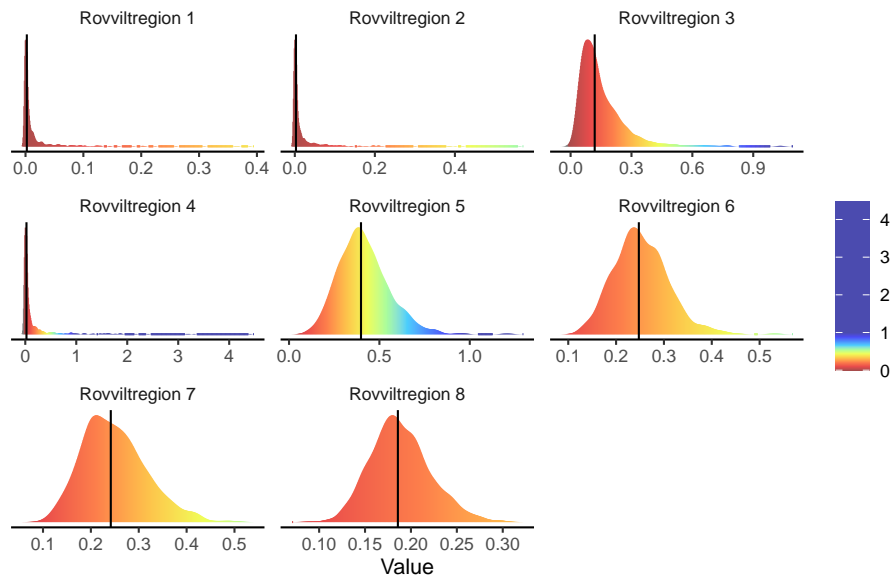 Rovviltregion 1 Rovviltregion 2 Rovviltregion 3
0.0 0.1 0.2 0.3 0.4 0.0 0.2 0.4 0.0 0.3 0.6 0.9
Rovviltregion 4 Rovviltregion 5 Rovviltregion 6
0 1 2 3 4 0.0 0.5 1.0 0.1 0.2 0.3 0.4 0.5
4
3
2
1
0
Rovviltregion 7 Rovviltregion 8
0.1 0.2 0.3 0.4 0.5 0.10 0.15 0.20 0.25 0.30
Value